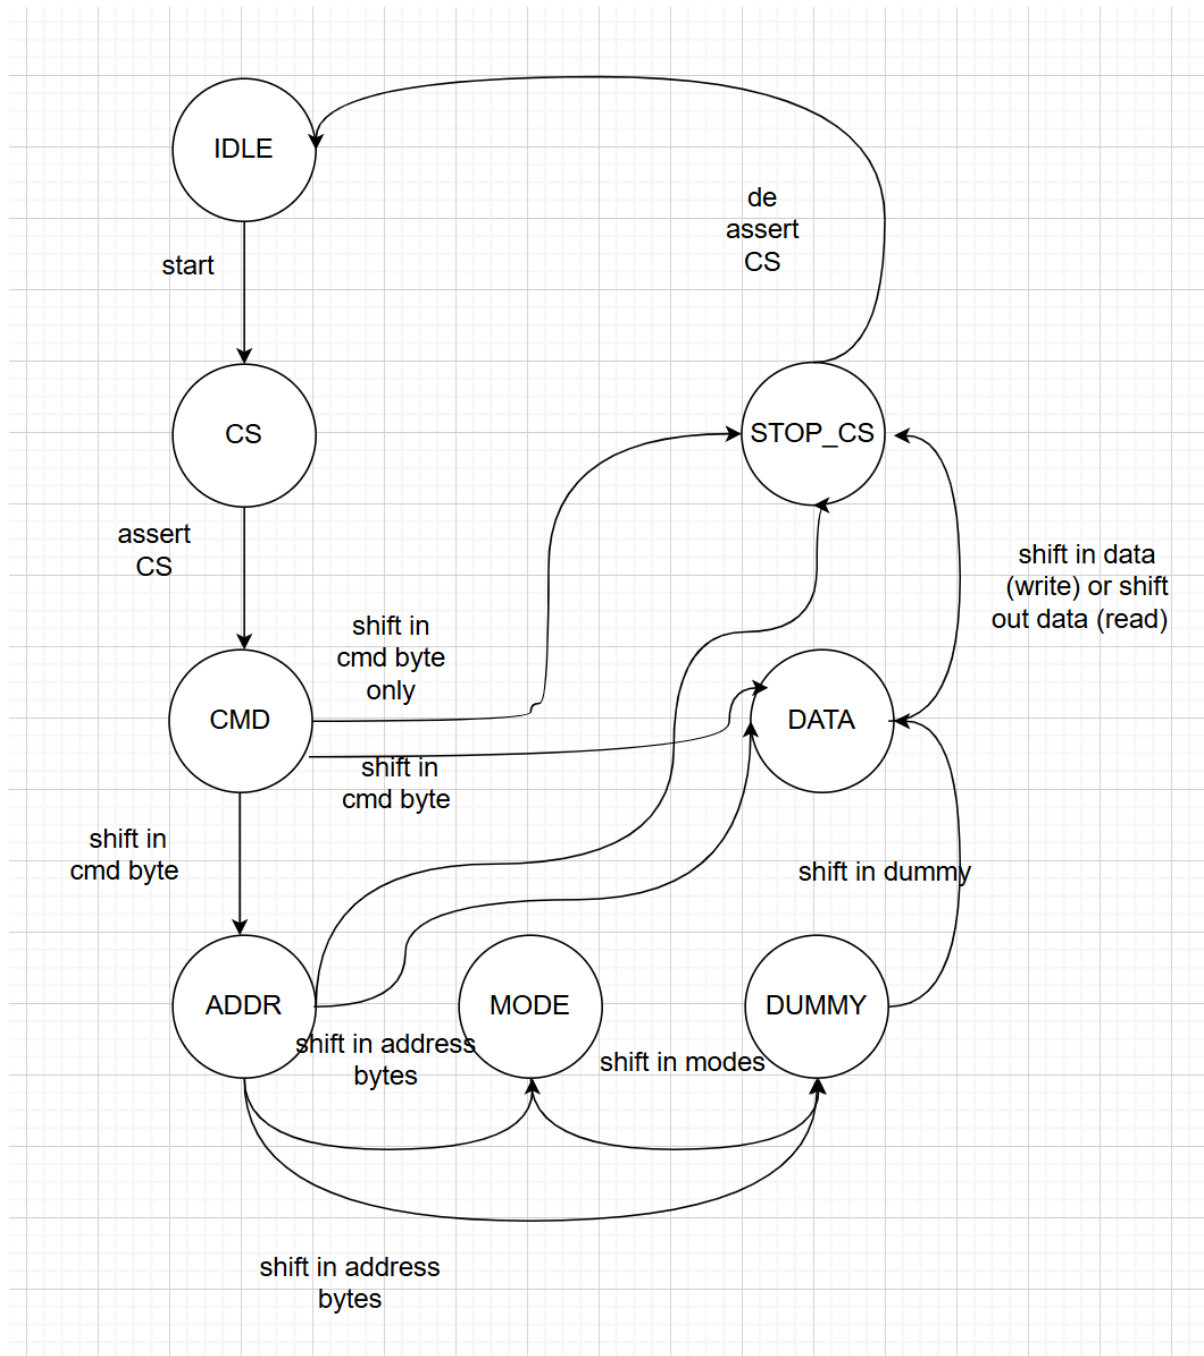 IDLE
de
assert
CS
start
CS
STOP_CS
assert
CS
shift in data
(write) or shift
out data (read)
shift in
cmd byte
only
CMD
DATA
shift in
cmd byte
shift in
cmd byte
shift in dummy
ADDR
MODE
DUMMY
shift in address
bytes
shift in modes
shift in address
bytes